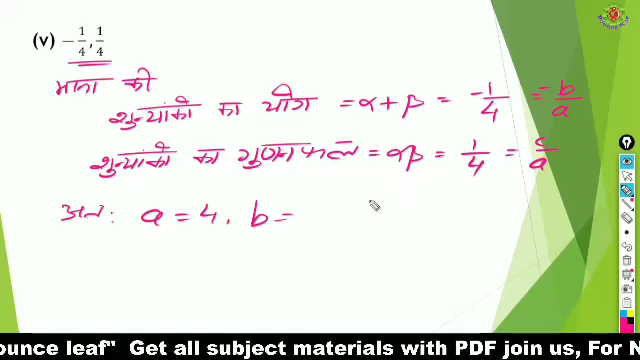 (v) -1/4, 1/4
माना की
शुन्यांको का योग = α + β = -1/4 = -b/a
शुन्यांको का गुणनफल = αβ = 1/4 = c/a
अतः a = 4, b =
ounce leaf" Get all subject materials with PDF join us, For N